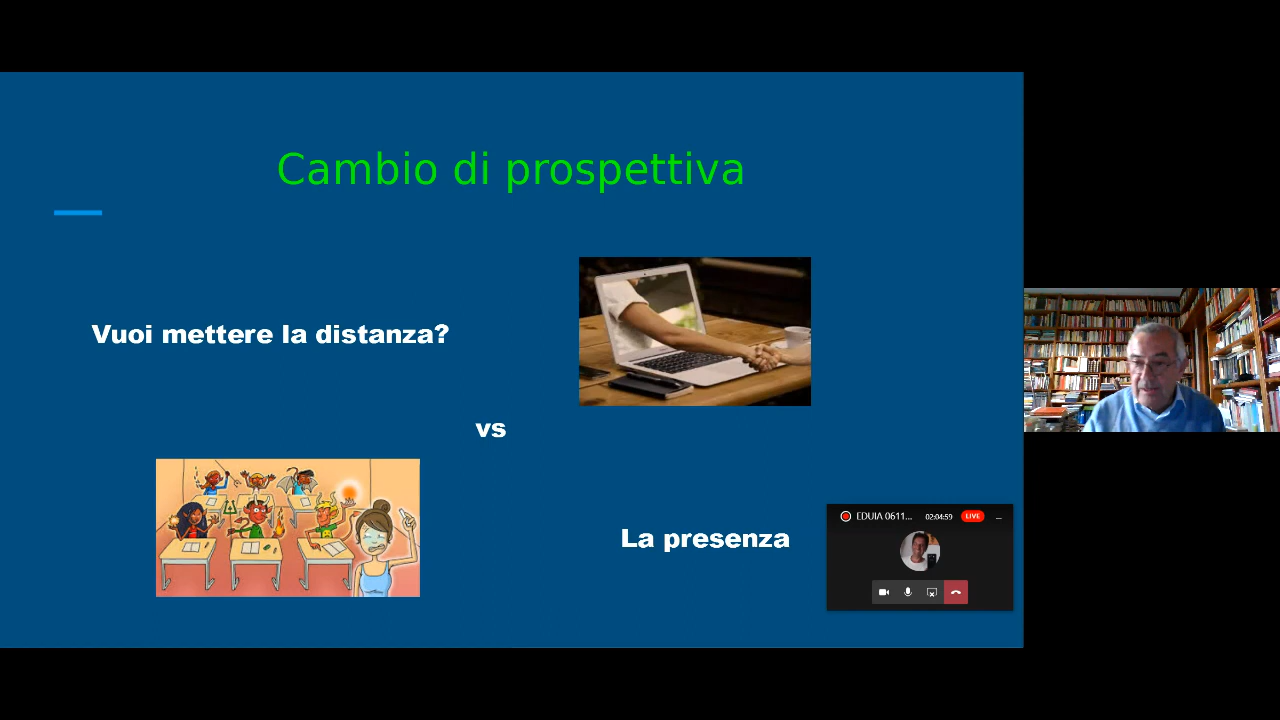 Cambio di prospettiva
Vuoi mettere la distanza?
vs
La presenza
EDUIA 0611...
02:04:59
LIVE